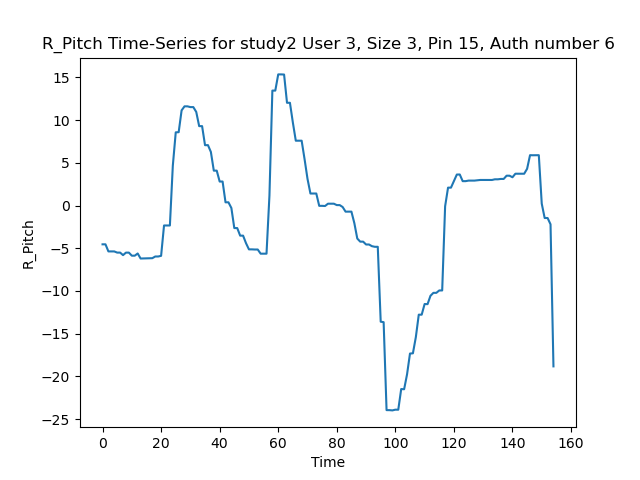 R_Pitch Time-Series for study2 User 3, Size 3, Pin 15, Auth number 6
15
10
5
0
−5
−10
−15
−20
−25
R_Pitch
0 20 40 60 80 100 120 140 160
Time